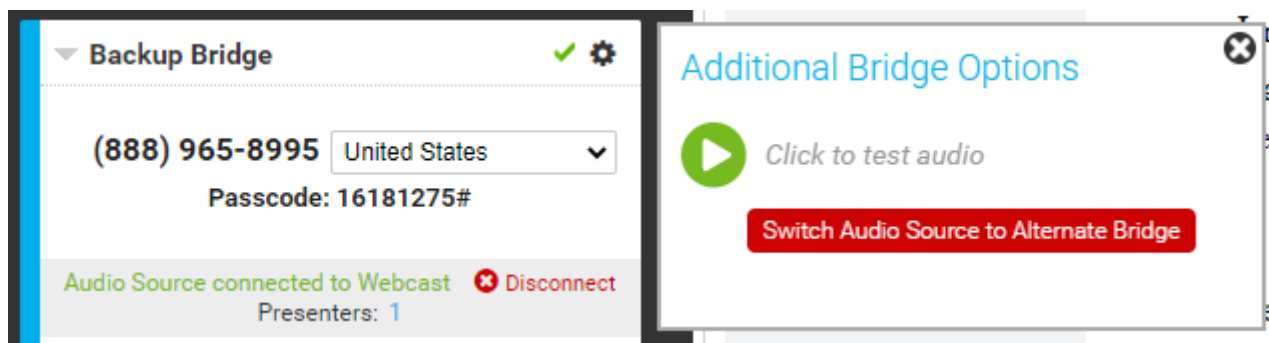 Backup Bridge
(888) 965-8995 United States
Passcode: 16181275#
Audio Source connected to Webcast Disconnect
Presenters: 1
Additional Bridge Options
Click to test audio
Switch Audio Source to Alternate Bridge